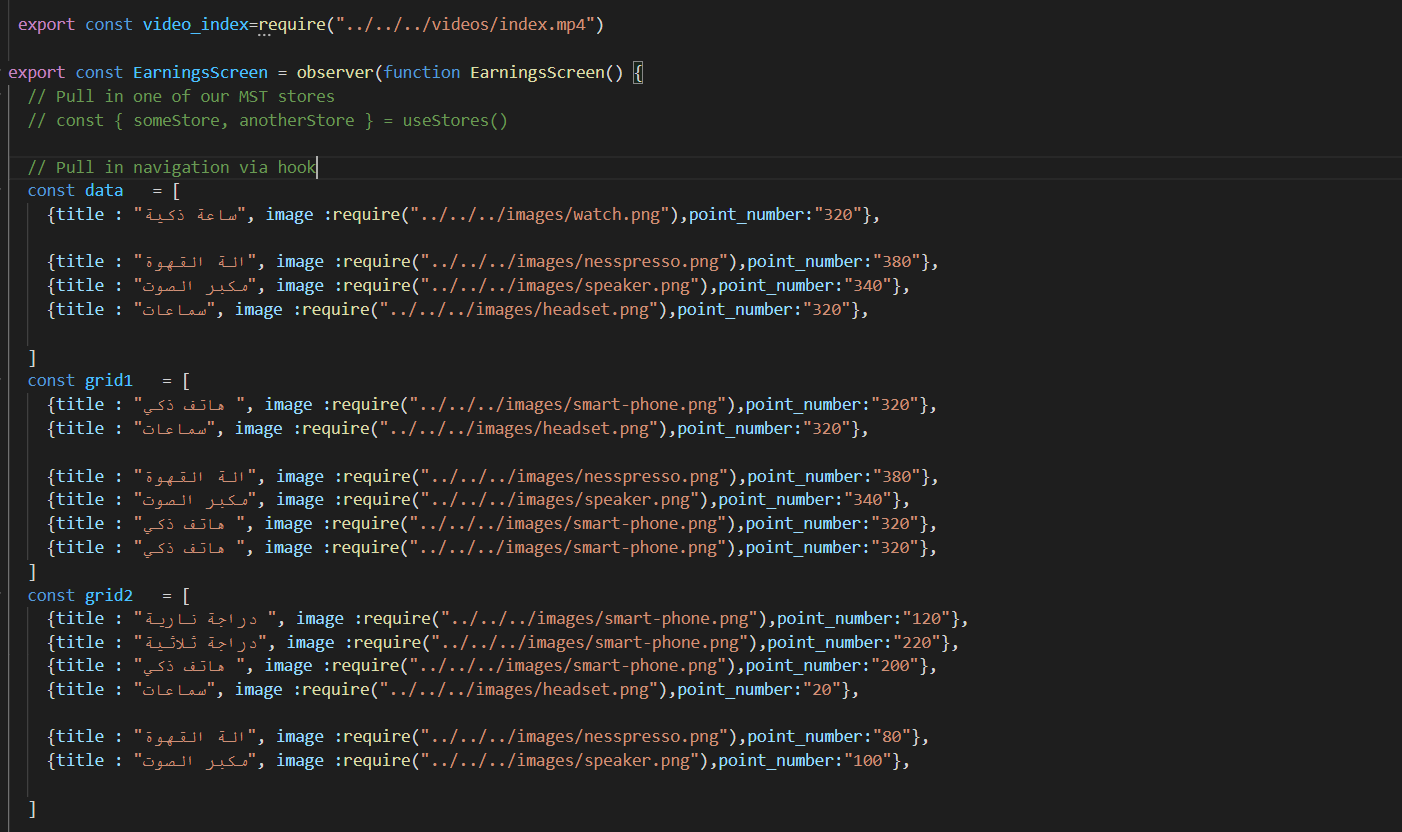 export const video_index=require("../../../videos/index.mp4")
export const EarningsScreen = observer(function EarningsScreen() {
// Pull in one of our MST stores
// const { someStore, anotherStore } = useStores()
// Pull in navigation via hook
const data   = [
{title : "ساعة ذكية", image :require("../../../images/watch.png"),point_number:"320"},
{title : "الة القهوة", image :require("../../../images/nesspresso.png"),point_number:"380"},
{title : "مكبر الصوت", image :require("../../../images/speaker.png"),point_number:"340"},
{title : "سماعات", image :require("../../../images/headset.png"),point_number:"320"},
]
const grid1   = [
{title : "هاتف ذكي ", image :require("../../../images/smart-phone.png"),point_number:"320"},
{title : "سماعات", image :require("../../../images/headset.png"),point_number:"320"},
{title : "الة القهوة", image :require("../../../images/nesspresso.png"),point_number:"380"},
{title : "مكبر الصوت", image :require("../../../images/speaker.png"),point_number:"340"},
{title : "هاتف ذكي ", image :require("../../../images/smart-phone.png"),point_number:"320"},
{title : "هاتف ذكي ", image :require("../../../images/smart-phone.png"),point_number:"320"},
]
const grid2   = [
{title : "دراجة نارية ", image :require("../../../images/smart-phone.png"),point_number:"120"},
{title : "دراجة ثلاثية", image :require("../../../images/smart-phone.png"),point_number:"220"},
{title : "هاتف ذكي ", image :require("../../../images/smart-phone.png"),point_number:"200"},
{title : "سماعات", image :require("../../../images/headset.png"),point_number:"20"},
{title : "الة القهوة", image :require("../../../images/nesspresso.png"),point_number:"80"},
{title : "مكبر الصوت", image :require("../../../images/speaker.png"),point_number:"100"},
]